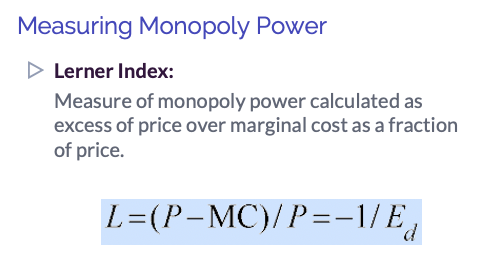 Measuring Monopoly Power
Lerner Index:
Measure of monopoly power calculated as
excess of price over marginal cost as a fraction
of price.
L=(P−MC)/P=−1/E_d